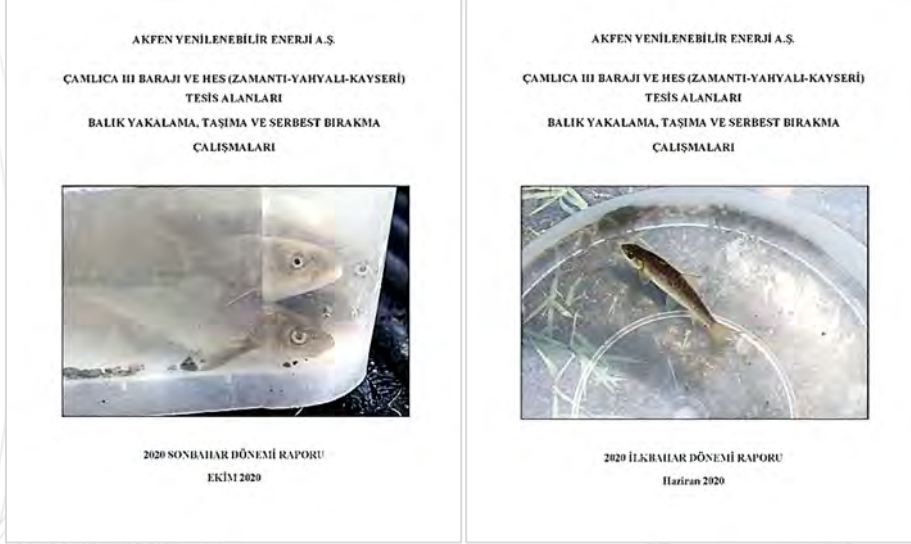 AKFEN YENİLENEBİLİR ENERJİ A.Ş.
ÇAMLICA III BARAJI VE HES (ZAMANTI-YAHYALI-KAYSERİ)
TESİS ALANLARI
BALIK YAKALAMA, TAŞIMA VE SERBEST BIRAKMA
ÇALIŞMALARI
2020 SONBAHAR DÖNEMİ RAPORU
EKİM 2020
AKFEN YENİLENEBİLİR ENERJİ A.Ş.
ÇAMLICA III BARAJI VE HES (ZAMANTI-YAHYALI-KAYSERİ)
TESİS ALANLARI
BALIK YAKALAMA, TAŞIMA VE SERBEST BIRAKMA
ÇALIŞMALARI
2020 İLKBAHAR DÖNEMİ RAPORU
Haziran 2020